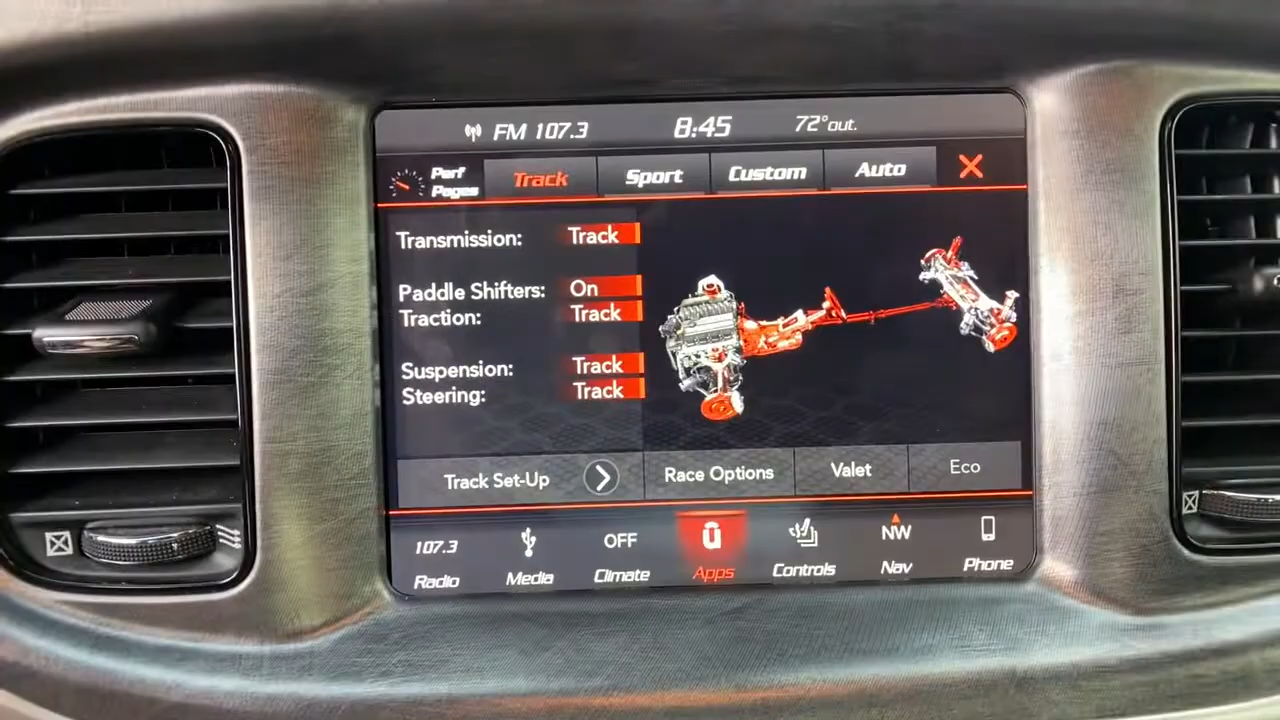 FM 107.3 8:45 72°out.
Perf Pages Track Sport Custom Auto
Transmission: Track
Paddle Shifters: On
Traction: Track
Suspension: Track
Steering: Track
Track Set-Up Race Options Valet Eco
107.3 OFF NW
Radio Media Climate Apps Controls Nav Phone